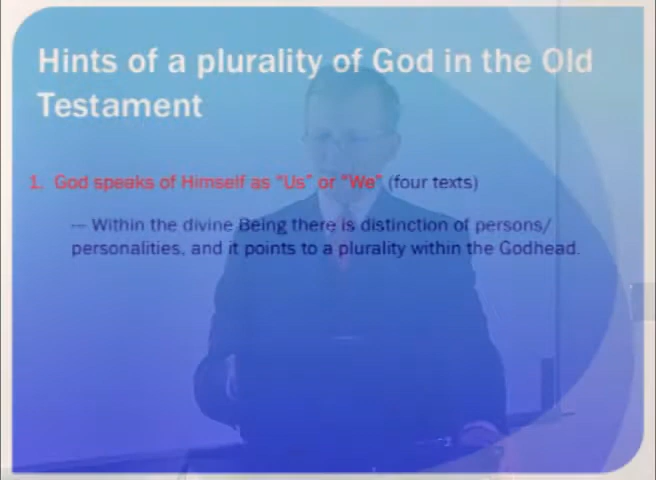 Hints of a plurality of God in the Old
Testament
1. God speaks of Himself as "Us" or "We" (four texts)
--- Within the divine Being there is distinction of persons/
personalities, and it points to a plurality within the Godhead.